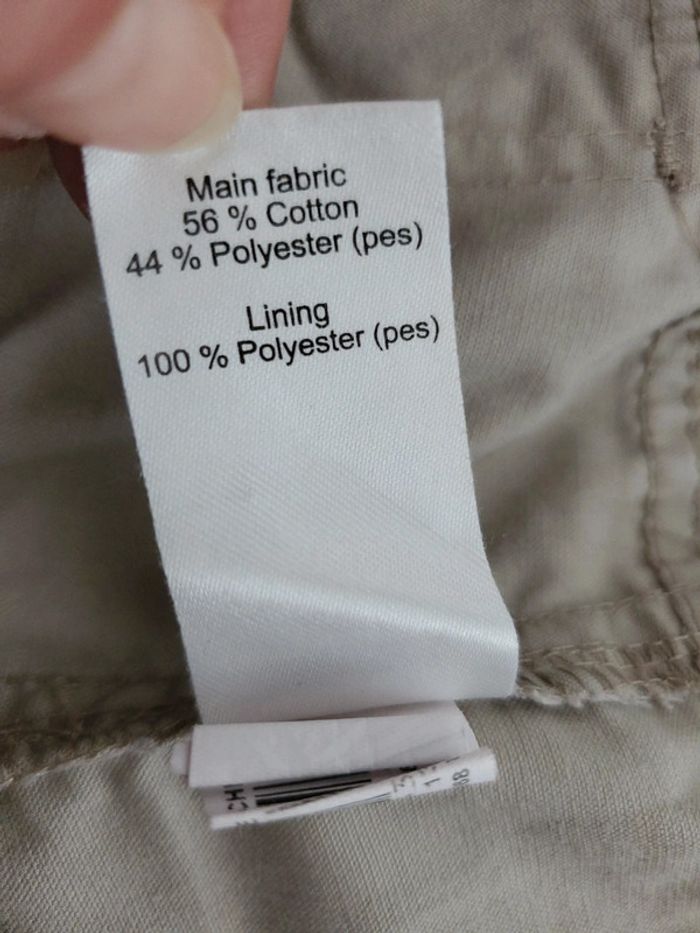 Main fabric
56 % Cotton
44 % Polyester (pes)
Lining
100 % Polyester (pes)